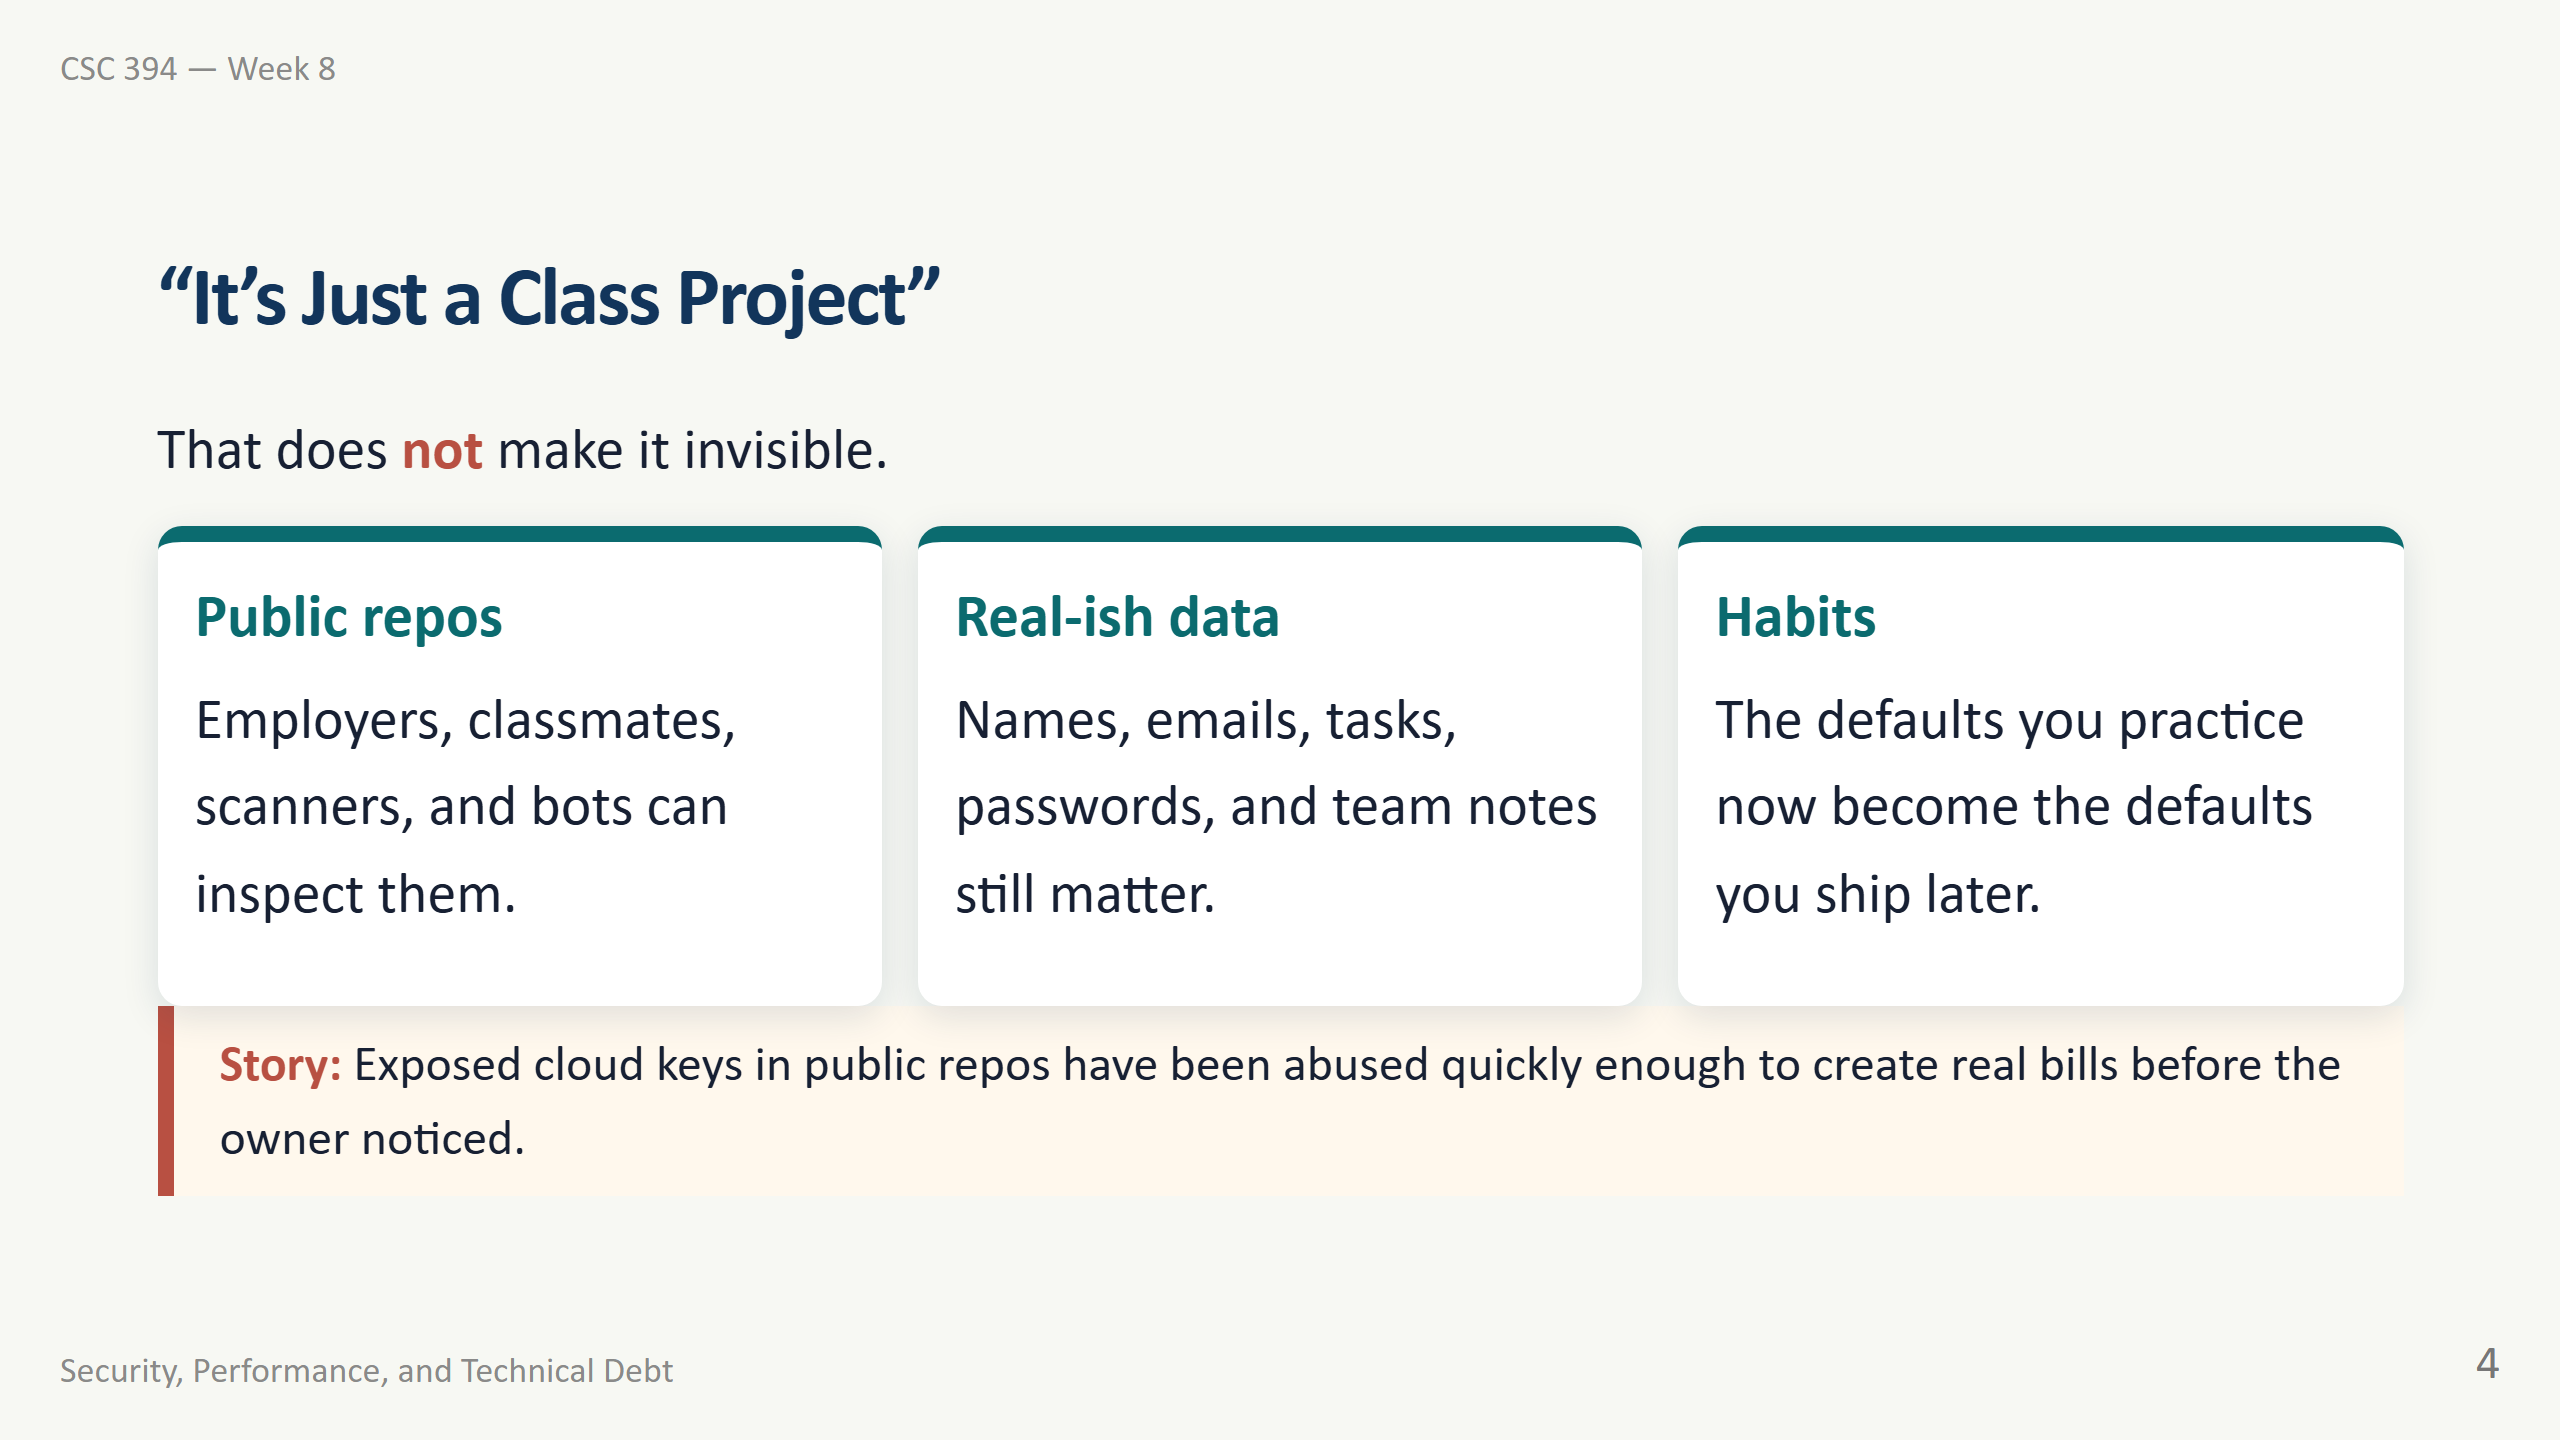 CSC 394 — Week 8
“It’s Just a Class Project”
That does not make it invisible.
Public repos
Employers, classmates,
scanners, and bots can
inspect them.
Real-ish data
Names, emails, tasks,
passwords, and team notes
still matter.
Habits
The defaults you practice
now become the defaults
you ship later.
Story: Exposed cloud keys in public repos have been abused quickly enough to create real bills before the
owner noticed.
Security, Performance, and Technical Debt
4